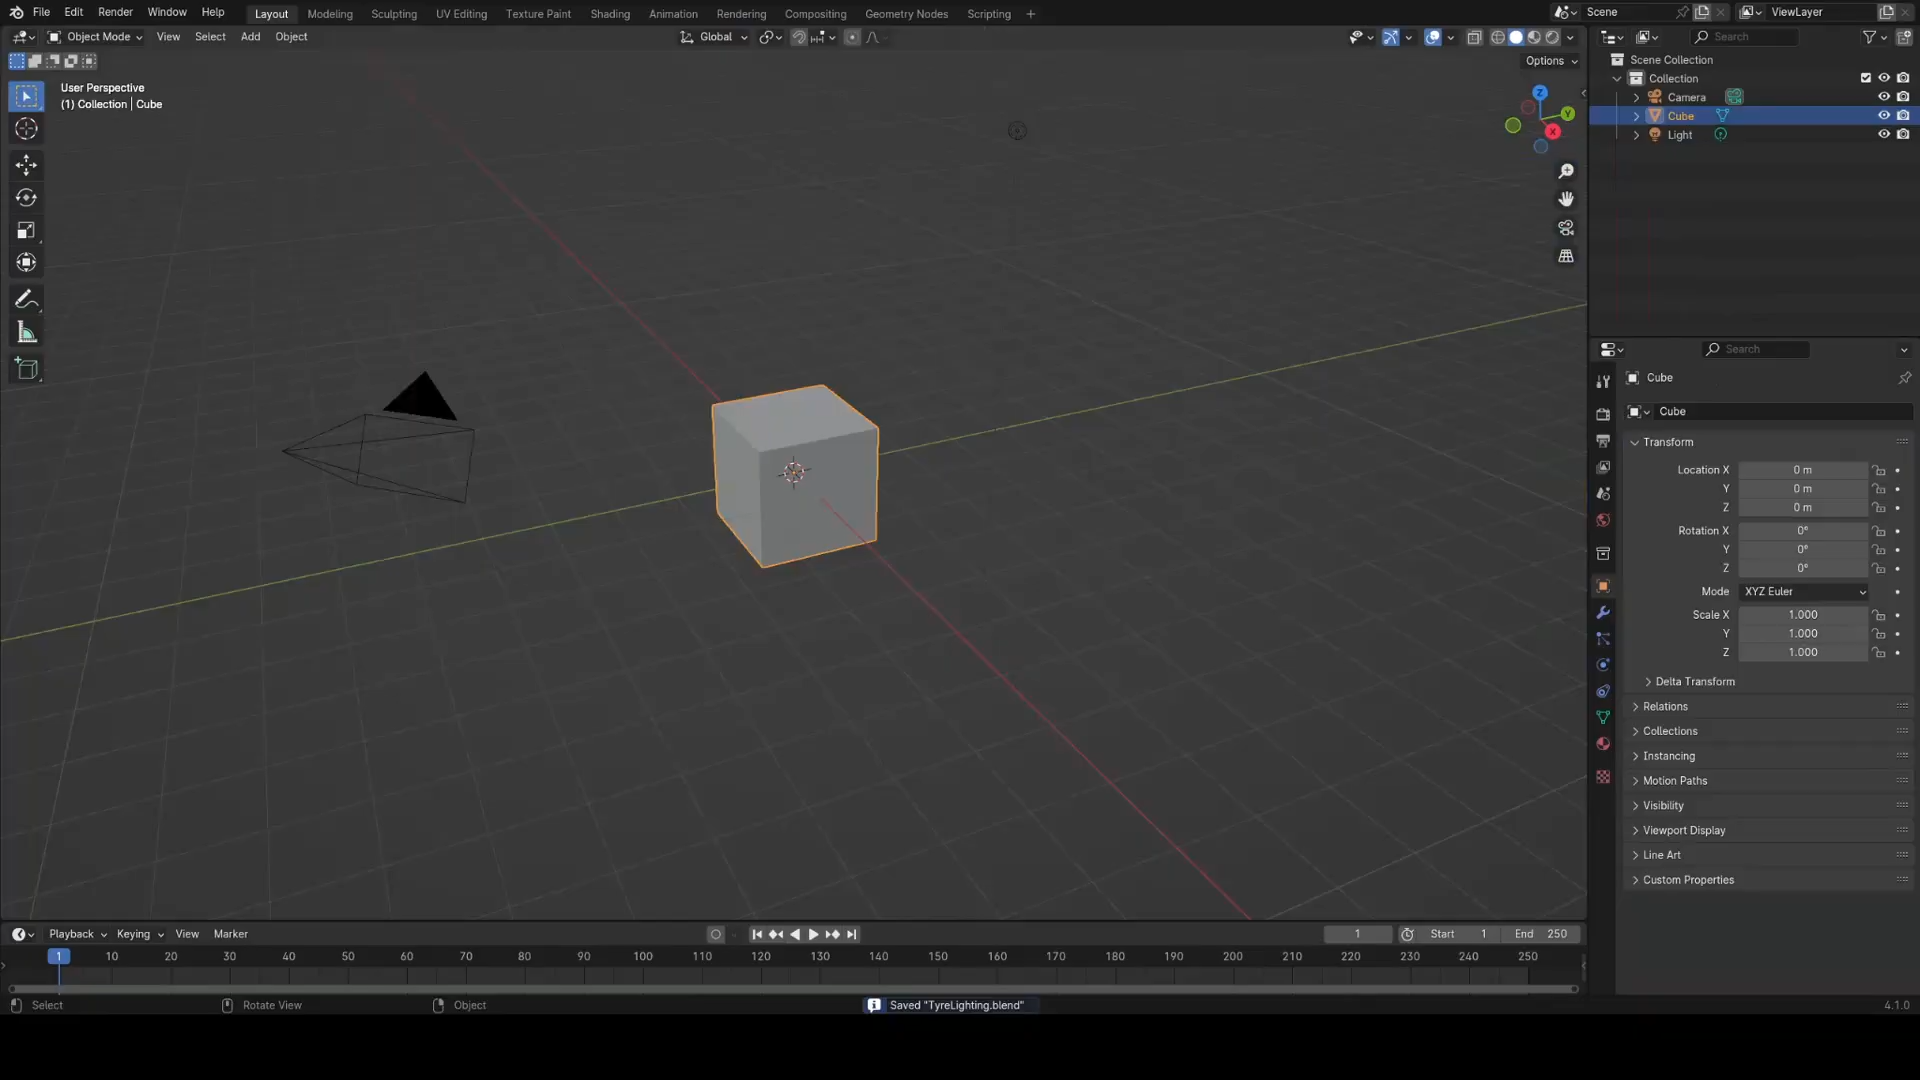 File Edit Render Window Help Layout Modeling Sculpting UV Editing Texture Paint Shading Animation Rendering Compositing Geometry Nodes Scripting + Scene ViewLayer
Object Mode View Select Add Object Global Search
Options
User Perspective
(1) Collection | Cube
Z
Y
X
Scene Collection
Collection
Camera
Cube
Light
Search
Cube
Cube
Transform
Location X 0 m
Y 0 m
Z 0 m
Rotation X 0°
Y 0°
Z 0°
Mode XYZ Euler
Scale X 1.000
Y 1.000
Z 1.000
Delta Transform
Relations
Collections
Instancing
Motion Paths
Visibility
Viewport Display
Line Art
Custom Properties
Playback Keying View Marker 1 Start 1 End 250
1 10 20 30 40 50 60 70 80 90 100 110 120 130 140 150 160 170 180 190 200 210 220 230 240 250
Select Rotate View Object Saved "TyreLighting.blend" 4.1.0